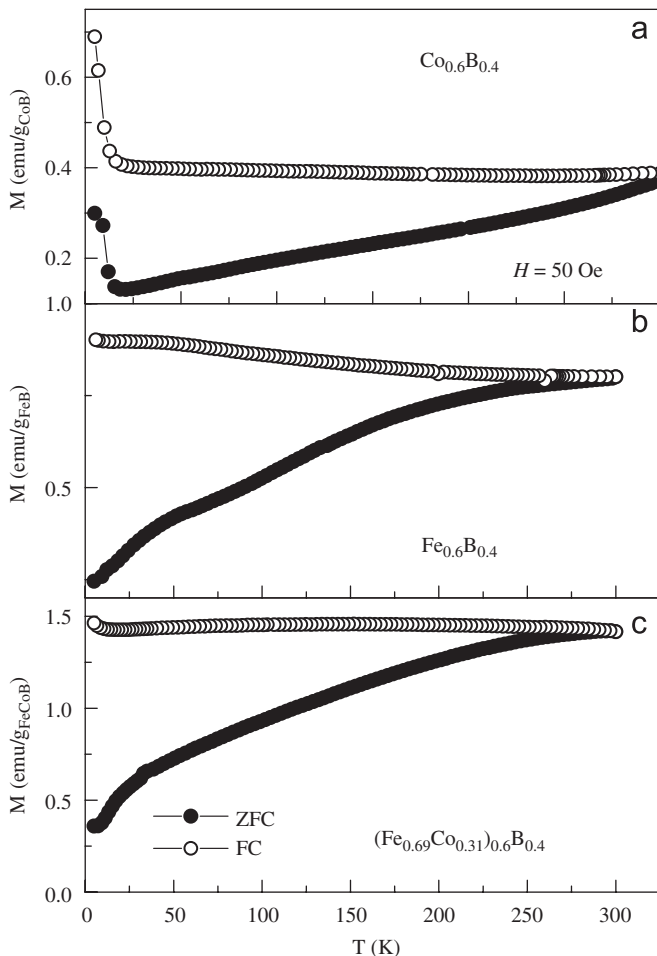 a
Co0.6B0.4
0.6
0.4
0.2
M (emu/gCoB)
H = 50 Oe
b
1.0
0.5
M (emu/gFeB)
Fe0.6B0.4
c
1.5
1.0
0.5
0.0
M (emu/gFeCoB)
ZFC
FC
(Fe0.69Co0.31)0.6B0.4
0 50 100 150 200 250 300
T (K)